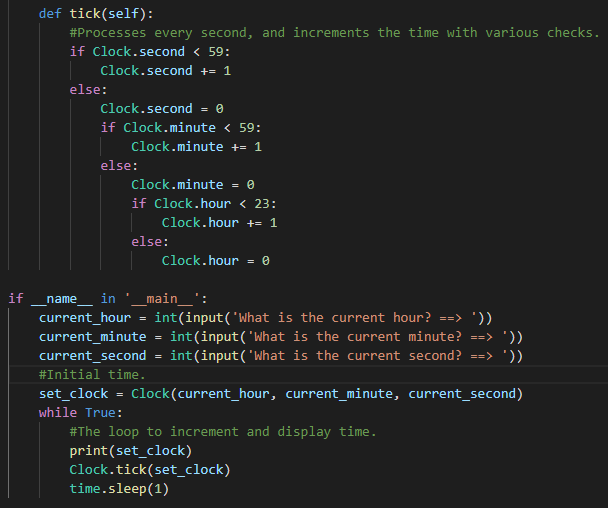 def tick(self):
#Processes every second, and increments the time with various checks.
if Clock.second < 59:
Clock.second += 1
else:
Clock.second = 0
if Clock.minute < 59:
Clock.minute += 1
else:
Clock.minute = 0
if Clock.hour < 23:
Clock.hour += 1
else:
Clock.hour = 0
if __name__ in '__main__':
current_hour = int(input('What is the current hour? ==> '))
current_minute = int(input('What is the current minute? ==> '))
current_second = int(input('What is the current second? ==> '))
#Initial time.
set_clock = Clock(current_hour, current_minute, current_second)
while True:
#The loop to increment and display time.
print(set_clock)
Clock.tick(set_clock)
time.sleep(1)